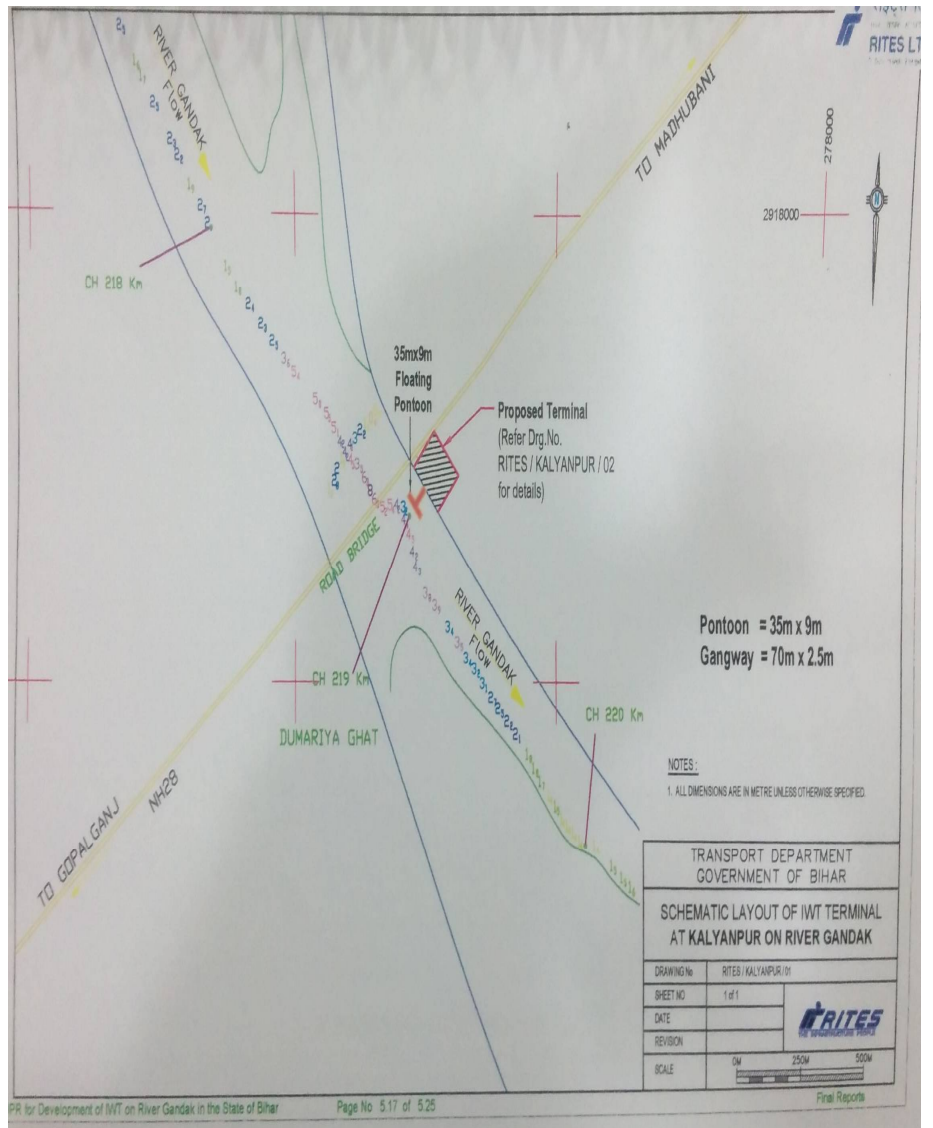 RITES LT
RIVER GANDAK
FLOW
TO MADHUBANI
278000
2918000
N
CH 218 Km
35mx9m
Floating
Pontoon
Proposed Terminal
(Refer Drg.No.
RITES / KALYANPUR / 02
for details)
ROAD BRIDGE
RIVER GANDAK
FLOW
Pontoon = 35m x 9m
Gangway = 70m x 2.5m
CH 219 Km
DUMARIYA GHAT
CH 220 Km
NH28
TO GOPALGANJ
NOTES :
1. ALL DIMENSIONS ARE IN METRE UNLESS OTHERWISE SPECIFIED.
TRANSPORT DEPARTMENT
GOVERNMENT OF BIHAR
SCHEMATIC LAYOUT OF IWT TERMINAL
AT KALYANPUR ON RIVER GANDAK
DRAWING No RITES / KALYANPUR / 01
SHEET NO 1 of 1
DATE
REVISION
RITES
THE INFRASTRUCTURE PEOPLE
SCALE 0M 250M 500M
PR for Development of IWT on River Gandak in the State of Bihar Page No 5.17 of 5.25 Final Reports